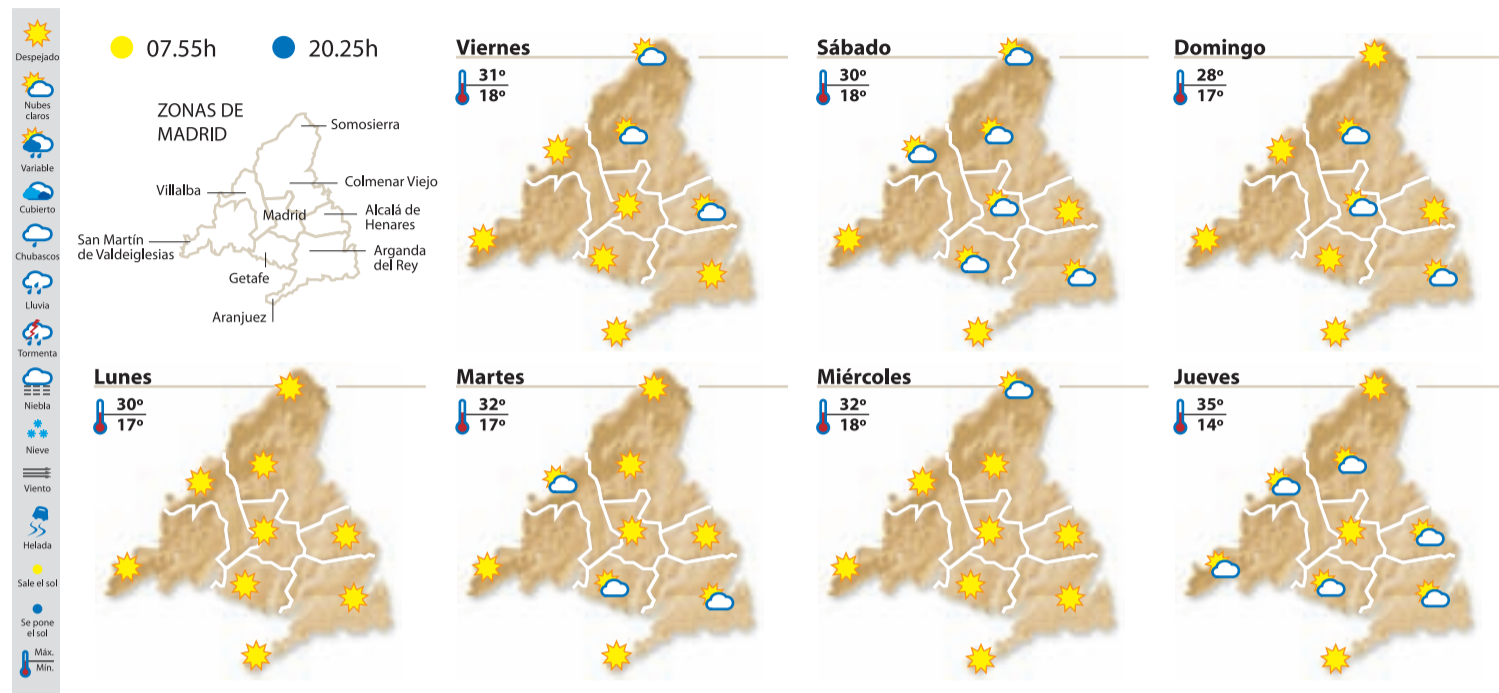 Despejado
Nubes
claros
Variable
Cubierto
Chubascos
Lluvia
Tormenta
Niebla
Nieve
Viento
Helada
Sale el sol
Se pone
el sol
Máx.
Mín.
07.55h
20.25h
ZONAS DE
MADRID
Somosierra
Colmenar Viejo
Villalba
Madrid
Alcalá de
Henares
San Martín
de Valdeiglesias
Arganda
del Rey
Getafe
Aranjuez
Viernes
31º
18º
Sábado
30º
18º
Domingo
28º
17º
Lunes
30º
17º
Martes
32º
17º
Miércoles
32º
18º
Jueves
35º
14º